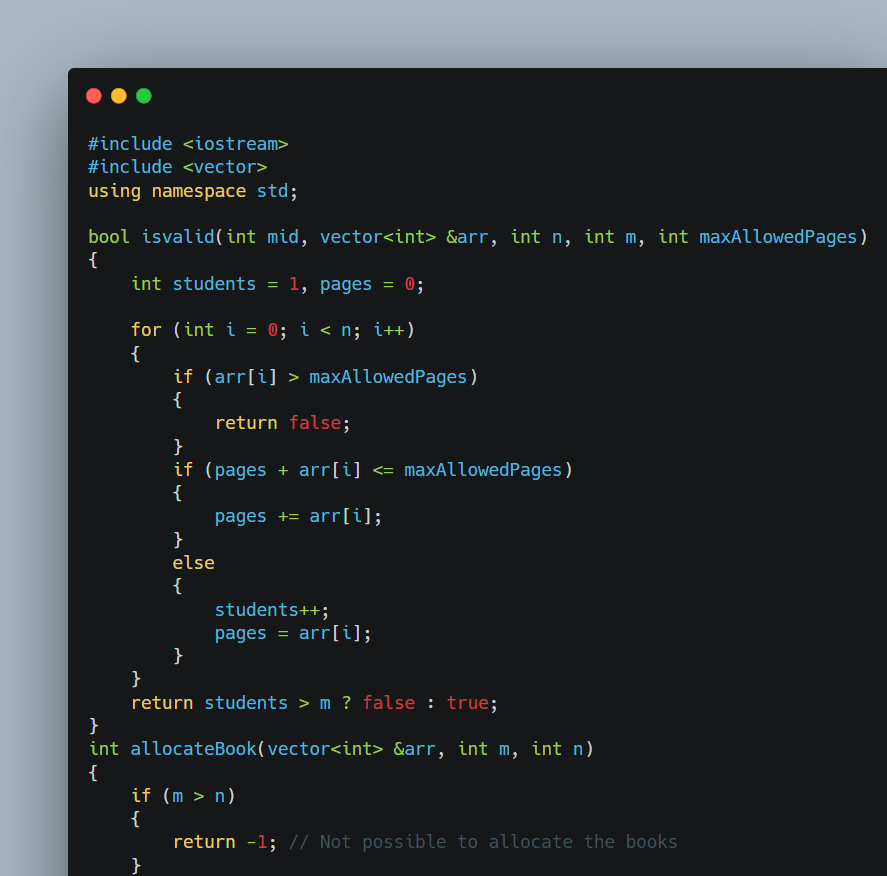 #include <iostream>
#include <vector>
using namespace std;

bool isvalid(int mid, vector<int> &arr, int n, int m, int maxAllowedPages)
{
    int students = 1, pages = 0;

    for (int i = 0; i < n; i++)
    {
        if (arr[i] > maxAllowedPages)
        {
            return false;
        }
        if (pages + arr[i] <= maxAllowedPages)
        {
            pages += arr[i];
        }
        else
        {
            students++;
            pages = arr[i];
        }
    }
    return students > m ? false : true;
}
int allocateBook(vector<int> &arr, int m, int n)
{
    if (m > n)
    {
        return -1; // Not possible to allocate the books
    }